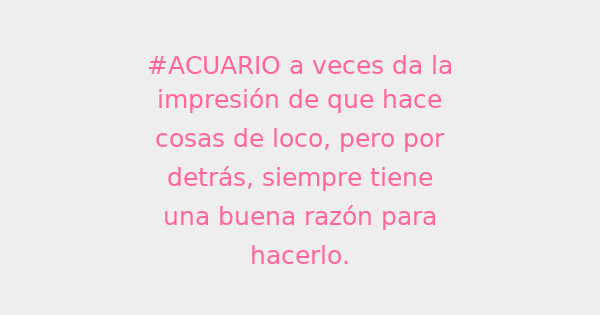 #ACUARIO a veces da la
impresión de que hace
cosas de loco, pero por
detrás, siempre tiene
una buena razón para
hacerlo.